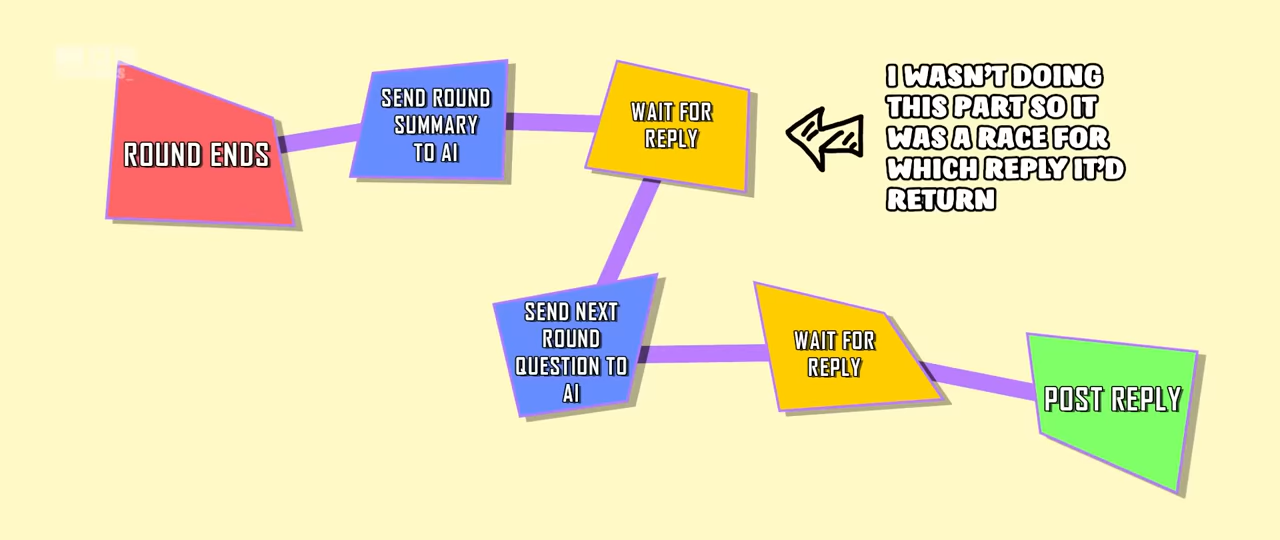 ROUND ENDS
SEND ROUND
SUMMARY
TO AI
WAIT FOR
REPLY
I WASN'T DOING
THIS PART SO IT
WAS A RACE FOR
WHICH REPLY IT'D
RETURN
SEND NEXT
ROUND
QUESTION TO
AI
WAIT FOR
REPLY
POST REPLY